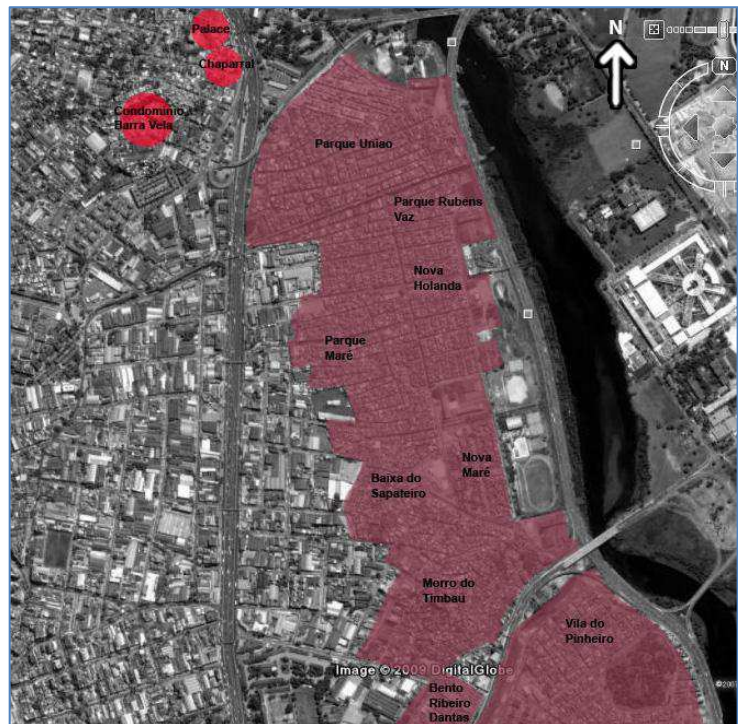 Palace
Chaparral
Condominio
Barra Vela
N
N
Parque Uniao
Parque Rubens
Vaz
Nova
Holanda
Parque
Maré
Nova
Maré
Baixa do
Sapateiro
Morro do
Timbau
Vila do
Pinheiro
Image © 2009 DigitalGlobe
Bento
Ribeiro
Dantas